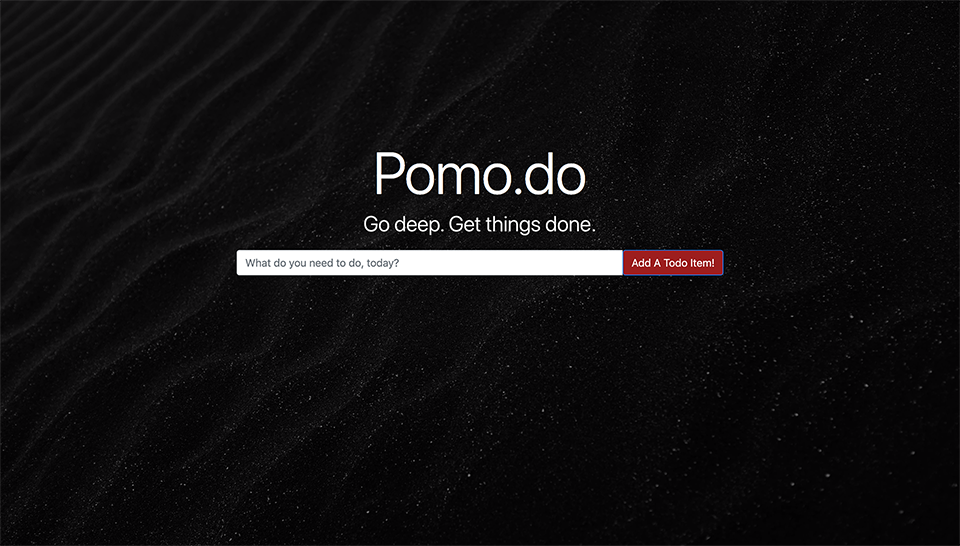 Pomo.do
Go deep. Get things done.
What do you need to do, today? Add A Todo Item!